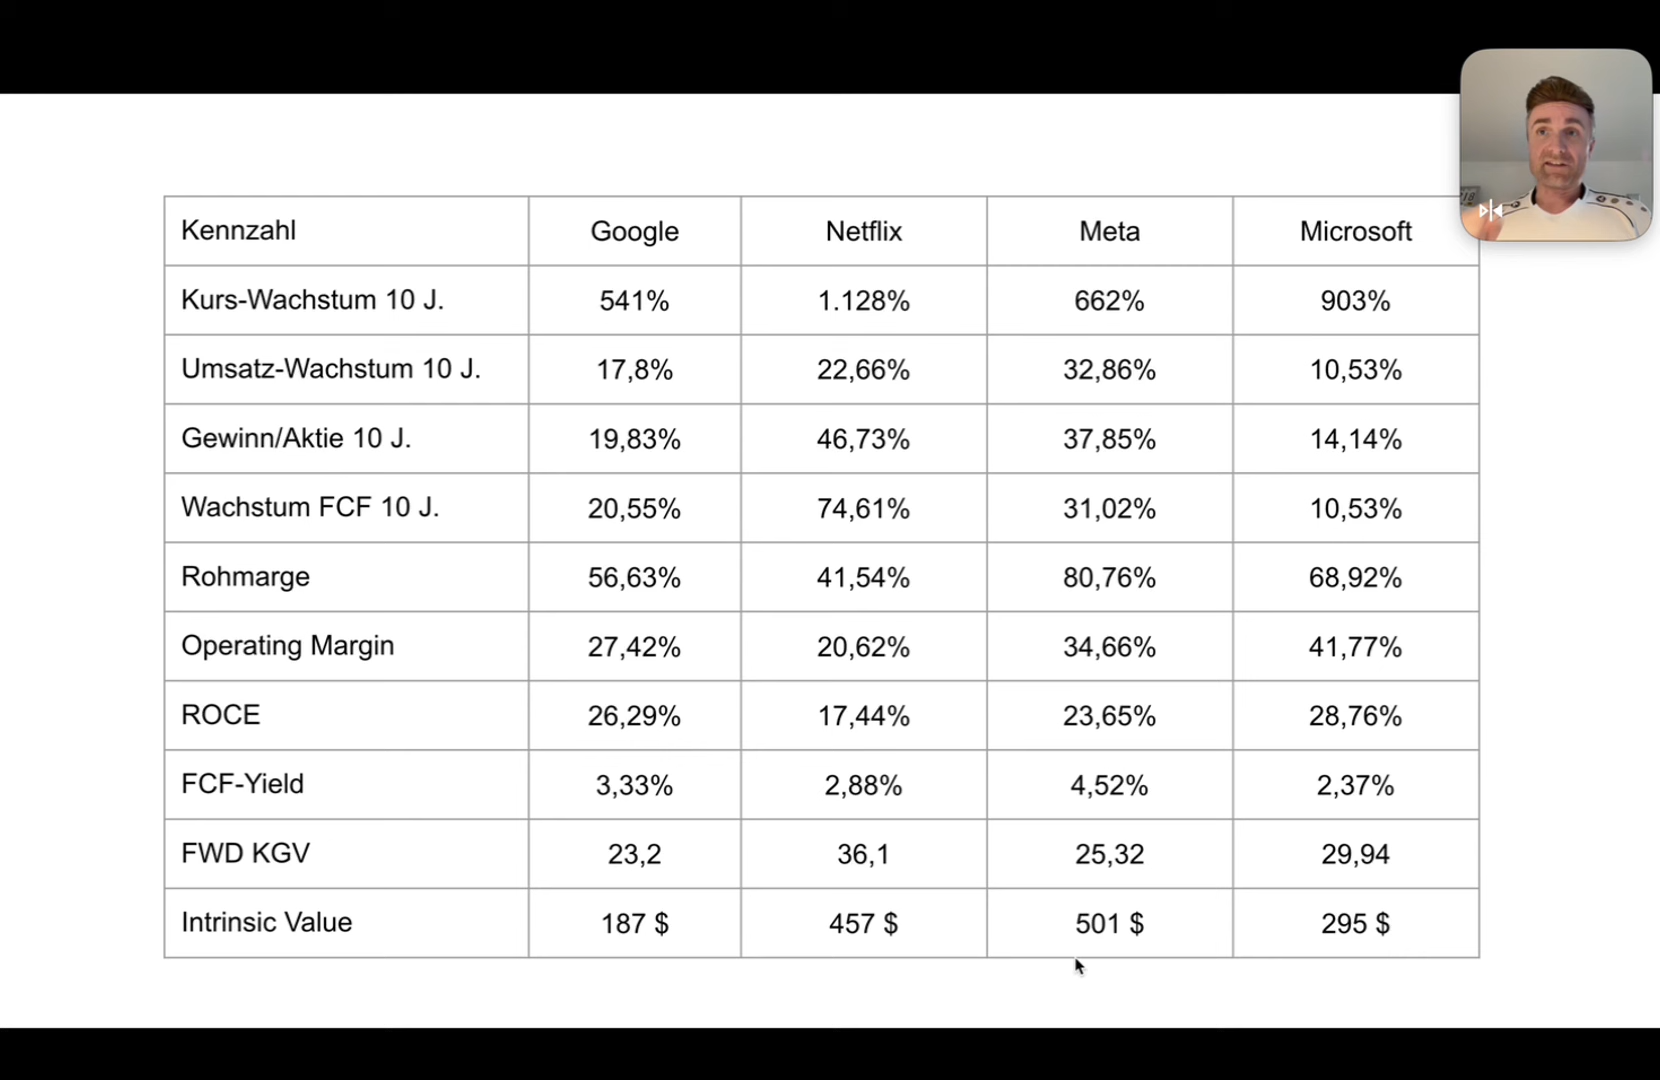 Kennzahl Google Netflix Meta Microsoft
Kurs-Wachstum 10 J. 541% 1.128% 662% 903%
Umsatz-Wachstum 10 J. 17,8% 22,66% 32,86% 10,53%
Gewinn/Aktie 10 J. 19,83% 46,73% 37,85% 14,14%
Wachstum FCF 10 J. 20,55% 74,61% 31,02% 10,53%
Rohmarge 56,63% 41,54% 80,76% 68,92%
Operating Margin 27,42% 20,62% 34,66% 41,77%
ROCE 26,29% 17,44% 23,65% 28,76%
FCF-Yield 3,33% 2,88% 4,52% 2,37%
FWD KGV 23,2 36,1 25,32 29,94
Intrinsic Value 187 $ 457 $ 501 $ 295 $